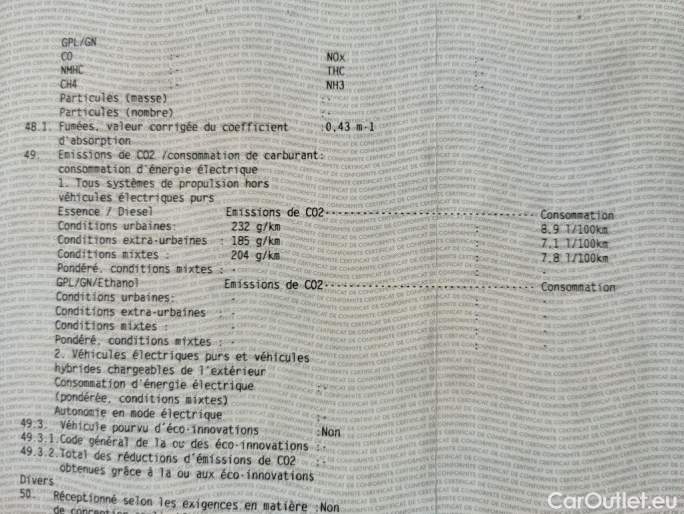 GPL/GN
CO :- NOx :-
NMHC :- THC :-
CH4 :- NH3 :-
Particules (masse) :-
Particules (nombre) :-
48.1. Fumées, valeur corrigée du coefficient :0,43 m-1
d'absorption
49. Emissions de CO2 /consommation de carburant:
consommation d'énergie électrique
1. Tous systèmes de propulsion hors
véhicules électriques purs
Essence / Diesel Emissions de CO2 Consommation
Conditions urbaines: 232 g/km : 8.9 l/100km
Conditions extra-urbaines : 185 g/km : 7.1 l/100km
Conditions mixtes : 204 g/km : 7.8 l/100km
Pondéré, conditions mixtes : - : -
GPL/GN/Ethanol Emissions de CO2 Consommation
Conditions urbaines: - : -
Conditions extra-urbaines : - : -
Conditions mixtes : - : -
Pondéré, conditions mixtes : - : -
2. Véhicules électriques purs et véhicules
hybrides chargeables de l'extérieur
Consommation d'énergie électrique :-
(pondérée, conditions mixtes)
Autonomie en mode électrique :-
49.3. Véhicule pourvu d'éco-innovations :Non
49.3.1.Code général de la ou des éco-innovations :-
49.3.2.Total des réductions d'émissions de CO2 :-
obtenues grâce à la ou aux éco-innovations
Divers
50. Réceptionné selon les exigences en matière :Non
de conception
CarOutlet.eu